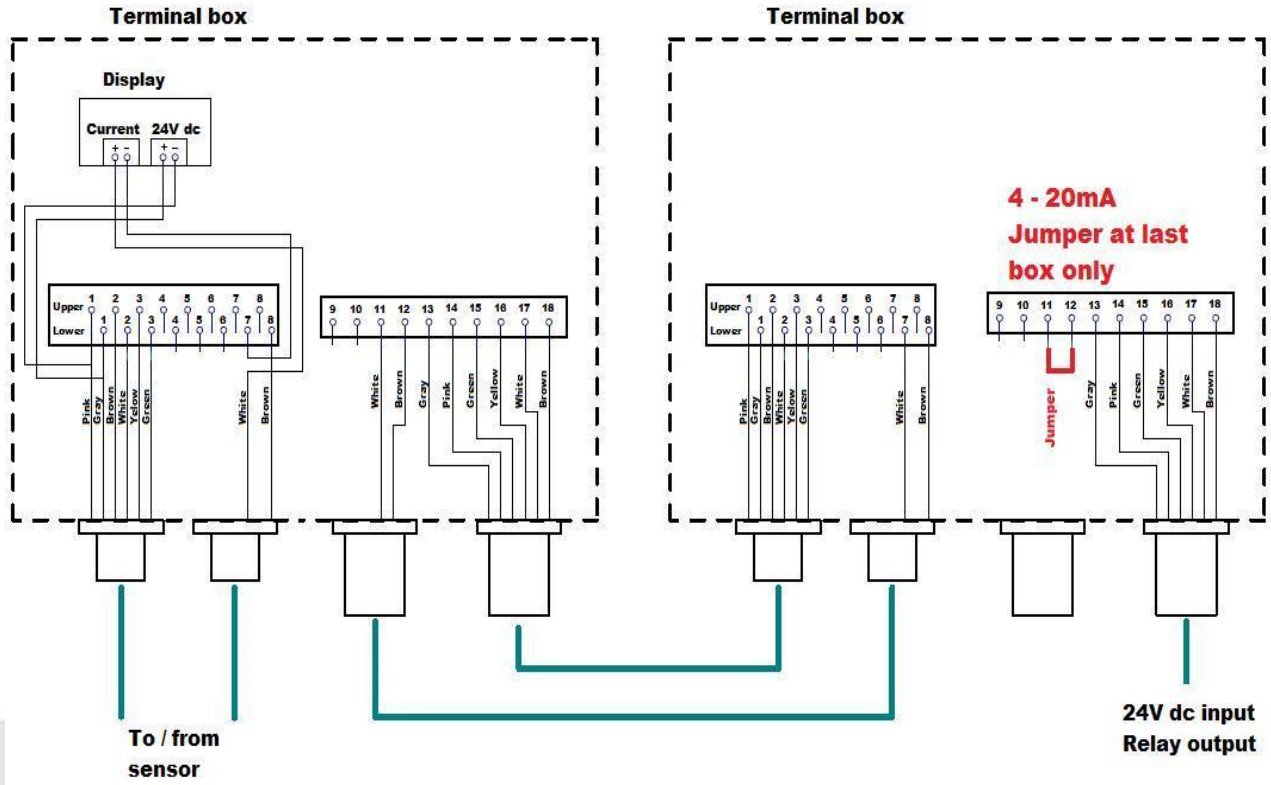 Terminal box
Terminal box
Display
Current 24V dc
+ - + -
4 - 20mA
Jumper at last
box only
Upper 1 2 3 4 5 6 7 8
Lower 1 2 3 4 5 6 7 8
9 10 11 12 13 14 15 16 17 18
Upper 1 2 3 4 5 6 7 8
Lower 1 2 3 4 5 6 7 8
9 10 11 12 13 14 15 16 17 18
Pink
Gray
Brown
White
Yelow
Green
White
Brown
White
Brown
Gray
Pink
Green
Yellow
White
Brown
Pink
Gray
Brown
White
Yelow
Green
White
Brown
Jumper
Gray
Pink
Green
Yellow
White
Brown
To / from
sensor
24V dc input
Relay output